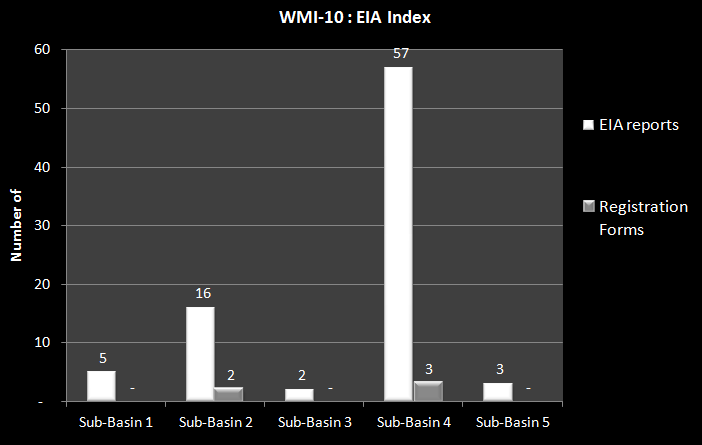 WMI-10 : EIA Index
Number of
60
50
40
30
20
10
-
5
-
16
2
2
-
57
3
3
-
Sub-Basin 1
Sub-Basin 2
Sub-Basin 3
Sub-Basin 4
Sub-Basin 5
EIA reports
Registration
Forms